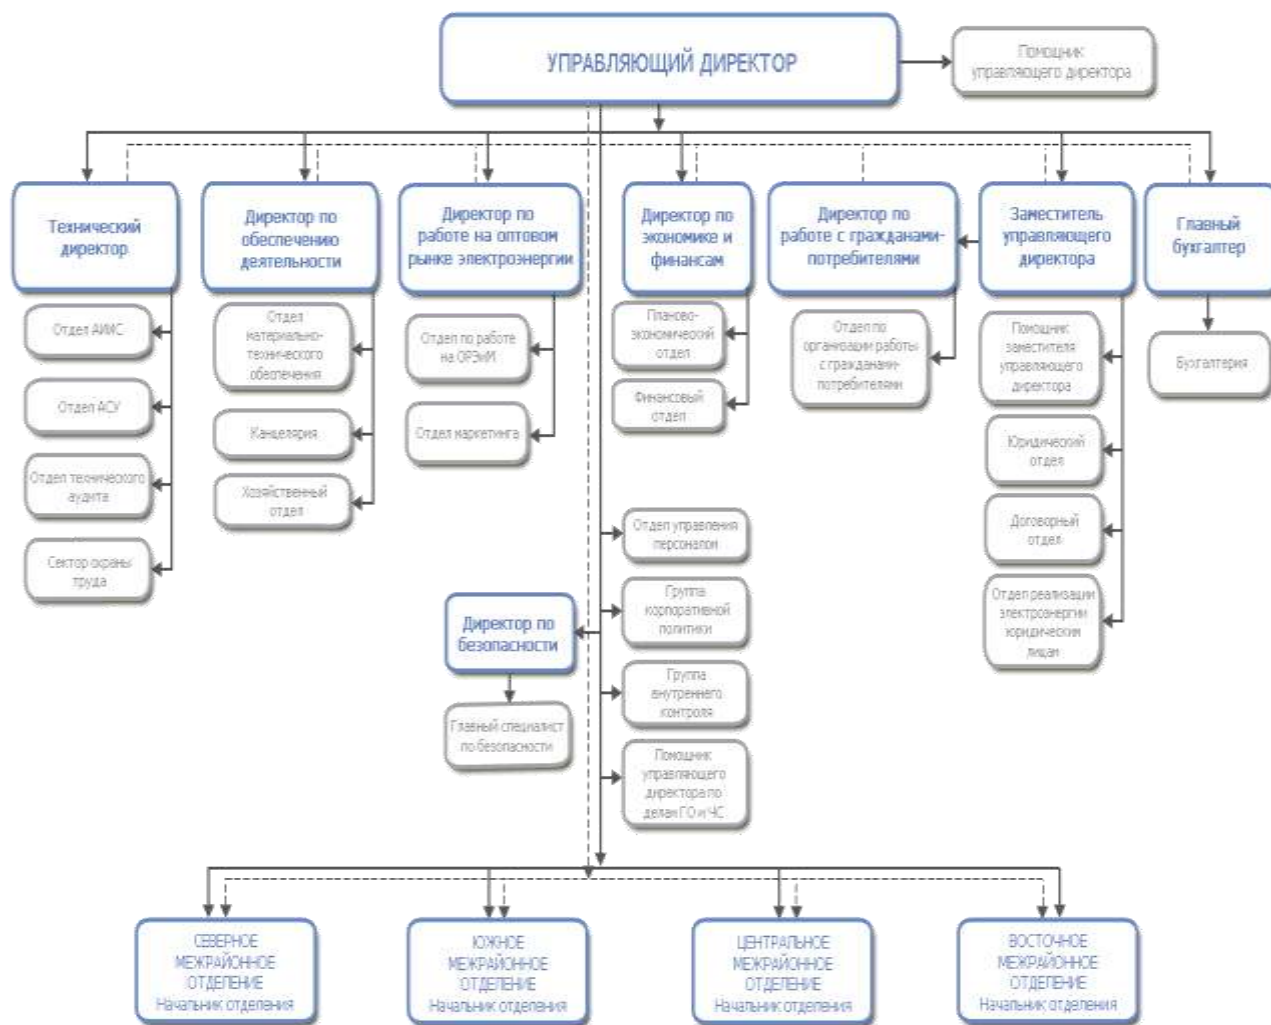 УПРАВЛЯЮЩИЙ ДИРЕКТОР
Помощник
управляющего директора
Технический
директор
Директор по
обеспечению
деятельности
Директор по
работе на оптовом
рынке электроэнергии
Директор по
экономике и
финансам
Директор по
работе с гражданами-
потребителями
Заместитель
управляющего
директора
Главный
бухгалтер
Отдел АИИС
Отдел АСУ
Отдел технического
аудита
Сектор охраны
труда
Отдел
материально-
технического
обеспечения
Канцелярия
Хозяйственный
отдел
Отдел по работе
на ОРЭиМ
Отдел маркетинга
Планово-
экономический
отдел
Финансовый
отдел
Отдел по
организации работы
с гражданами-
потребителями
Помощник
заместителя
управляющего
директора
Юридический
отдел
Договорный
отдел
Отдел реализации
электроэнергии
юридическим
лицам
Бухгалтерия
Отдел управления
персоналом
Группа
корпоративной
политики
Группа
внутреннего
контроля
Помощник
управляющего
директора по
делам ГО и ЧС
Директор по
безопасности
Главный специалист
по безопасности
СЕВЕРНОЕ
МЕЖРАЙОННОЕ
ОТДЕЛЕНИЕ
Начальник отделения
ЮЖНОЕ
МЕЖРАЙОННОЕ
ОТДЕЛЕНИЕ
Начальник отделения
ЦЕНТРАЛЬНОЕ
МЕЖРАЙОННОЕ
ОТДЕЛЕНИЕ
Начальник отделения
ВОСТОЧНОЕ
МЕЖРАЙОННОЕ
ОТДЕЛЕНИЕ
Начальник отделения